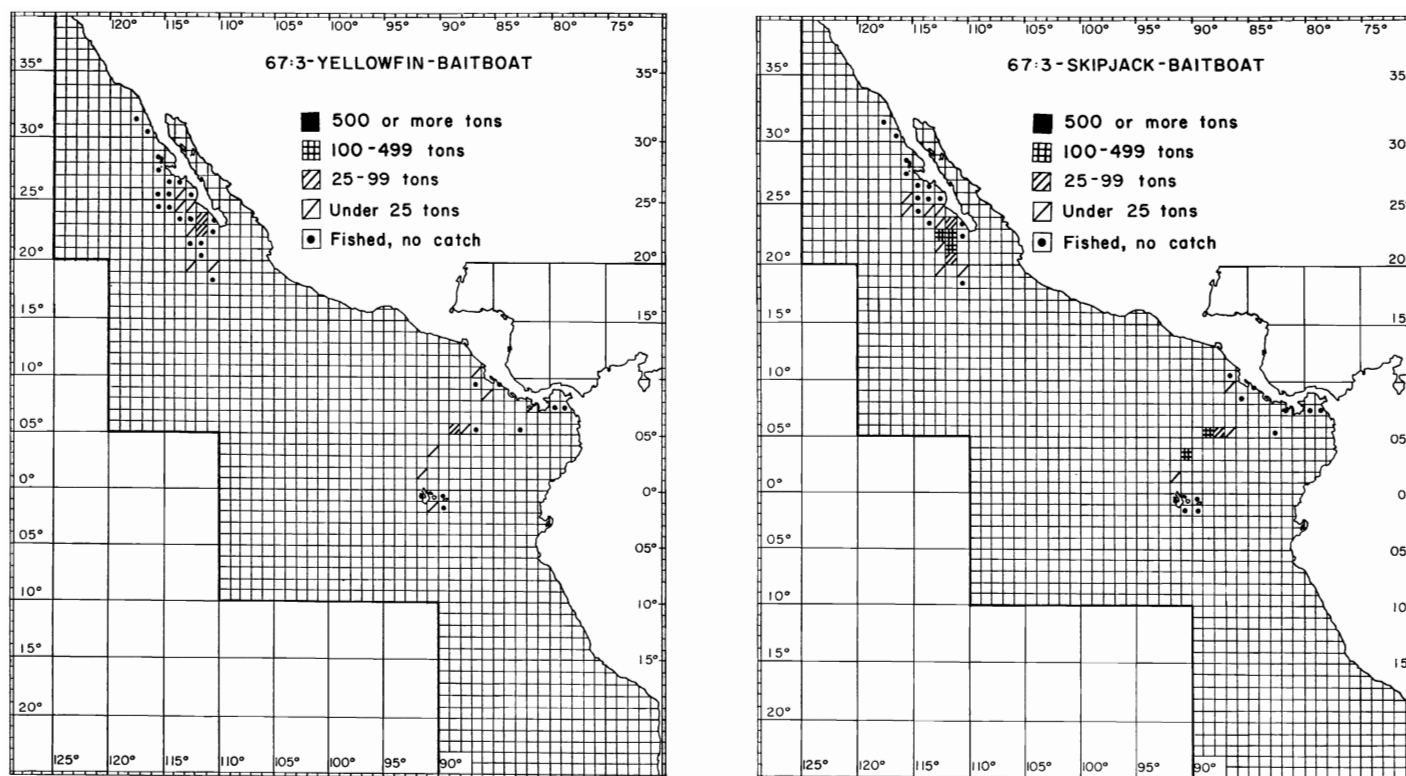 120° 115° 110° 105° 100° 95° 90° 85° 80° 75°
67:3-YELLOWFIN-BAITBOAT
500 or more tons
100-499 tons
25-99 tons
Under 25 tons
Fished, no catch
35° 35°
30° 30°
25° 25°
20° 20°
15° 15°
10° 10°
05° 05°
0° 0°
05° 05°
10° 10°
15° 15°
20°
125° 120° 115° 110° 105° 100° 95° 90°
120° 115° 110° 105° 100° 95° 90° 85° 80° 75°
67:3-SKIPJACK-BAITBOAT
500 or more tons
100-499 tons
25-99 tons
Under 25 tons
Fished, no catch
35° 35
30° 30
25° 25
20° 20
15° 15
10° 10
05° 05
0° 0°
05° 05
10° 10
15° 15
20°
125° 120° 115° 110° 105° 100° 95° 90°